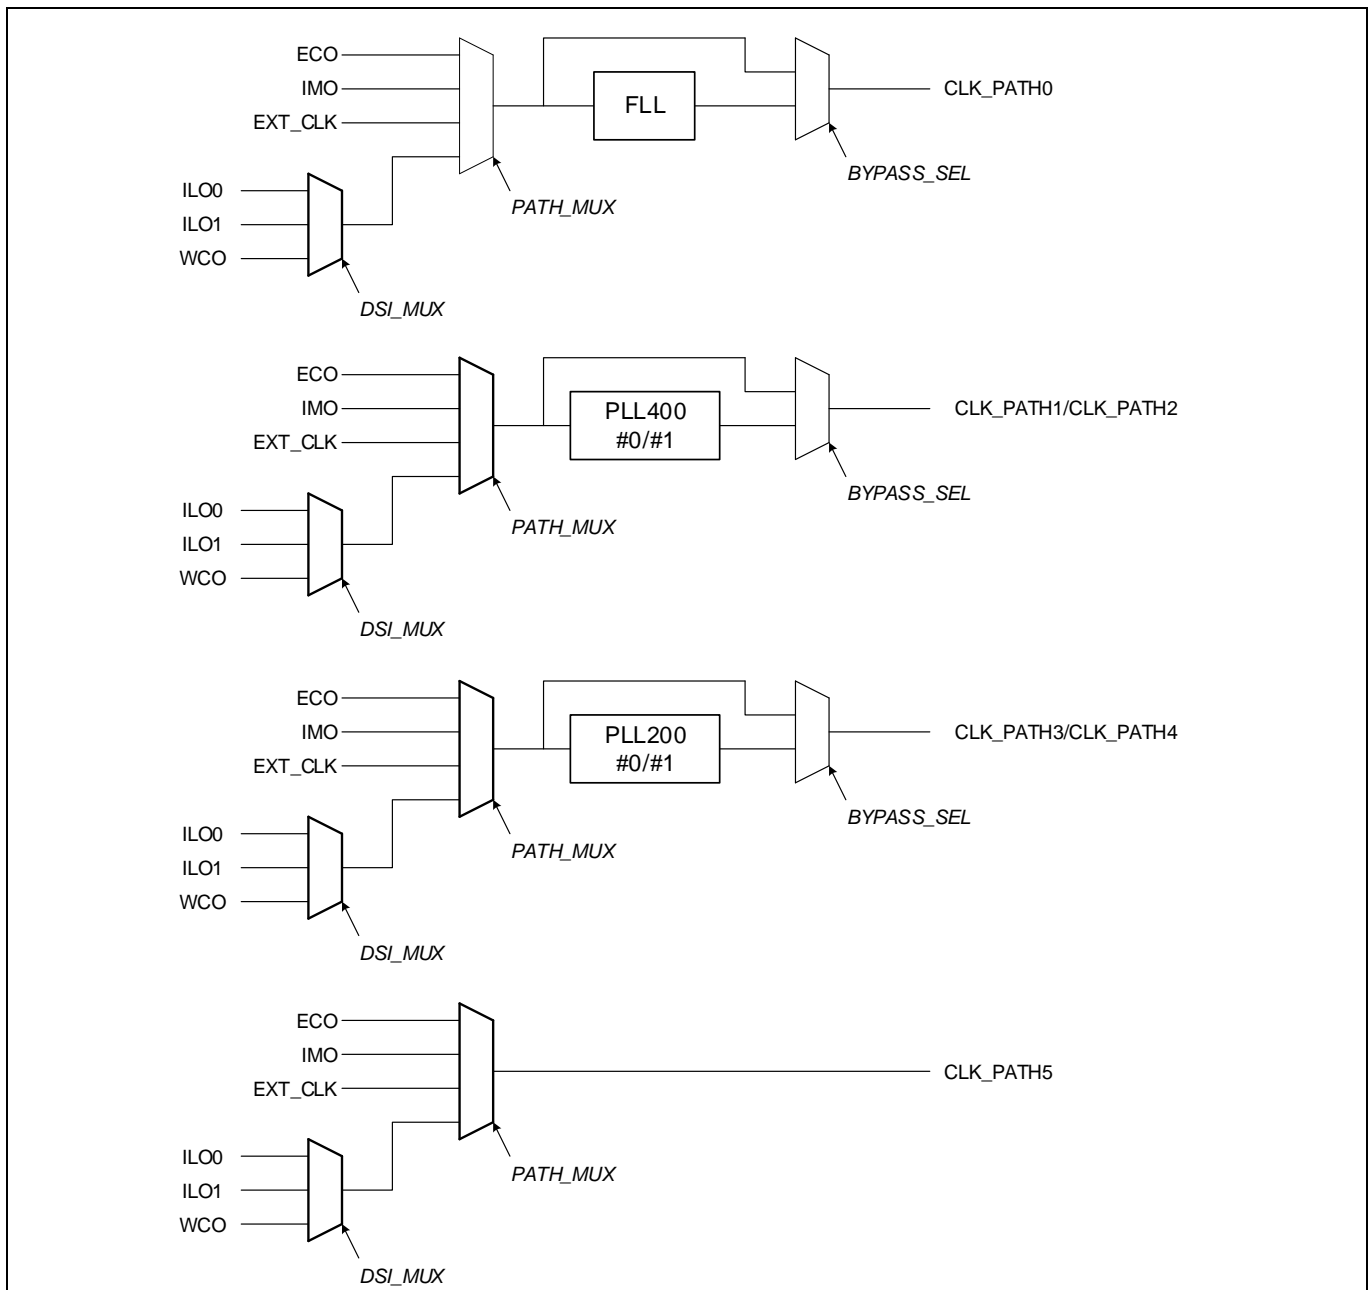 ECO
IMO
EXT_CLK
FLL
CLK_PATH0
BYPASS_SEL
ILO0
ILO1
WCO
PATH_MUX
DSI_MUX
ECO
IMO
EXT_CLK
PLL400
#0/#1
CLK_PATH1/CLK_PATH2
BYPASS_SEL
ILO0
ILO1
WCO
PATH_MUX
DSI_MUX
ECO
IMO
EXT_CLK
PLL200
#0/#1
CLK_PATH3/CLK_PATH4
BYPASS_SEL
ILO0
ILO1
WCO
PATH_MUX
DSI_MUX
ECO
IMO
EXT_CLK
CLK_PATH5
ILO0
ILO1
WCO
PATH_MUX
DSI_MUX